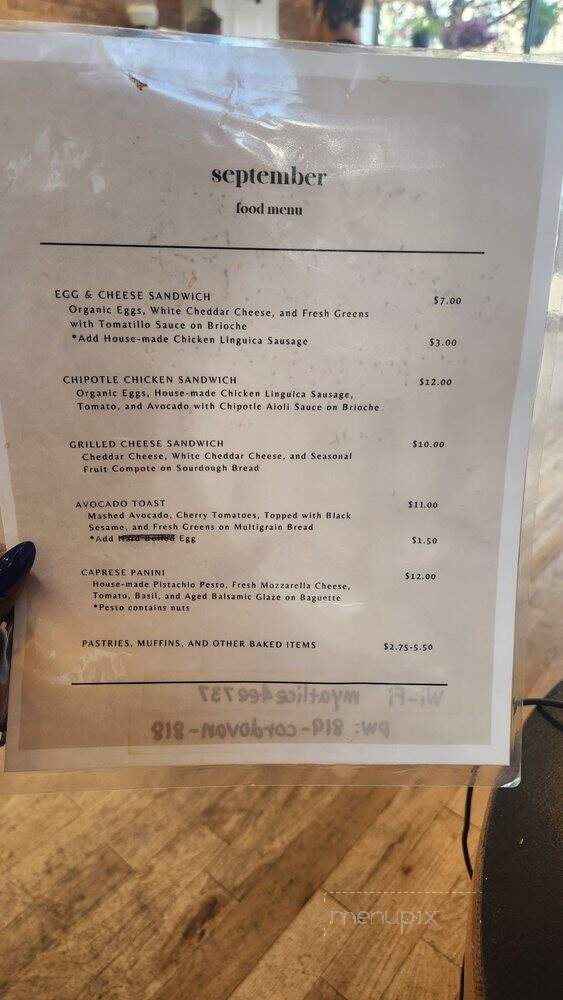 september
food menu
EGG & CHEESE SANDWICH $7.00
Organic Eggs, White Cheddar Cheese, and Fresh Greens
with Tomatillo Sauce on Brioche
*Add House-made Chicken Linguica Sausage $3.00
CHIPOTLE CHICKEN SANDWICH $12.00
Organic Eggs, House-made Chicken Linguica Sausage,
Tomato, and Avocado with Chipotle Aioli Sauce on Brioche
GRILLED CHEESE SANDWICH $10.00
Cheddar Cheese, White Cheddar Cheese, and Seasonal
Fruit Compote on Sourdough Bread
AVOCADO TOAST $11.00
Mashed Avocado, Cherry Tomatoes, Topped with Black
Sesame, and Fresh Greens on Multigrain Bread
*Add Hard Boiled Egg $1.50
CAPRESE PANINI $12.00
House-made Pistachio Pesto, Fresh Mozzarella Cheese,
Tomato, Basil, and Aged Balsamic Glaze on Baguette
*Pesto contains nuts
PASTRIES, MUFFINS, AND OTHER BAKED ITEMS $2.75-5.50
Wi-Fi
pw: 819-cordovan-818
menupix